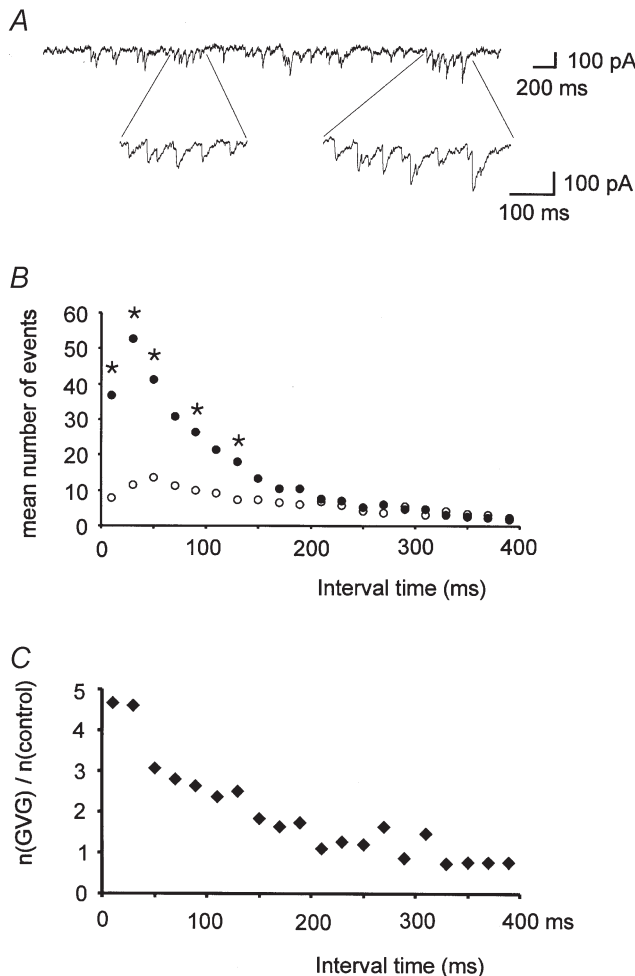 A
100 pA
200 ms
100 pA
100 ms
B
mean number of events
60
50
40
30
20
10
0
* * * * *
0 100 200 300 400
Interval time (ms)
C
n(GVG) / n(control)
5
4
3
2
1
0
0 100 200 300 400 ms
Interval time (ms)